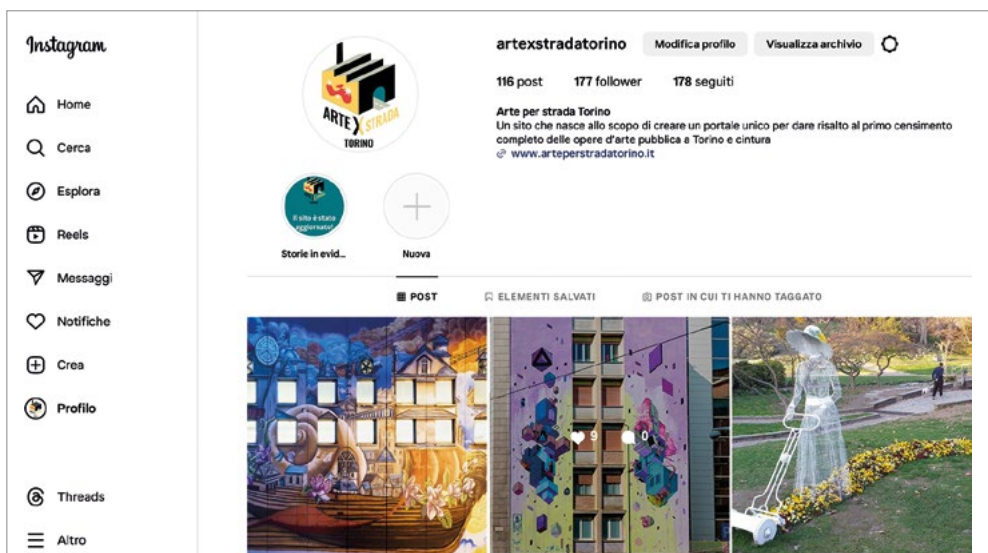 Instagram
Home
Cerca
Esplora
Reels
Messaggi
Notifiche
Crea
Profilo
Threads
Altro
ARTE X STRADA
TORINO
artexstradatorino Modifica profilo Visualizza archivio
116 post 177 follower 178 seguiti
Arte per strada Torino
Un sito che nasce allo scopo di creare un portale unico per dare risalto al primo censimento
completo delle opere d'arte pubblica a Torino e cintura
www.arteperstradatorino.it
Il sito è stato
aggiornato!
Storie in evid... Nuova
POST ELEMENTI SALVATI POST IN CUI TI HANNO TAGGATO
9 0